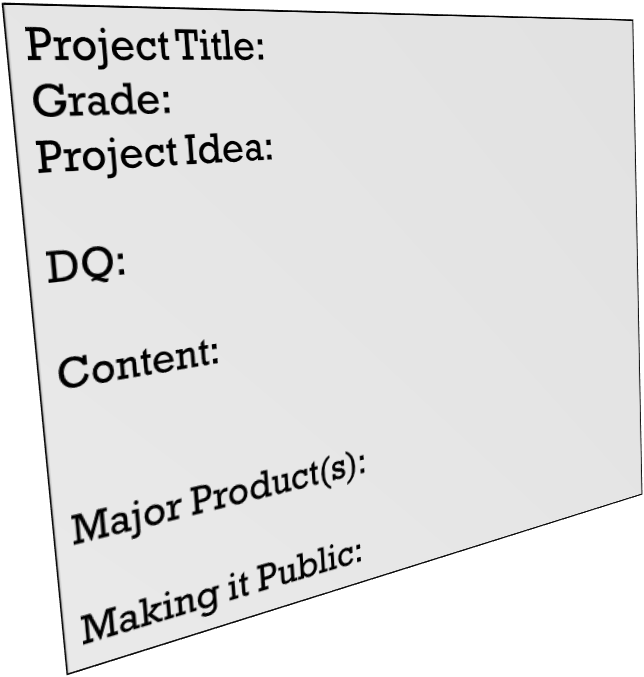 Project Title:
Grade:
Project Idea:
DQ:
Content:
Major Product(s):
Making it Public: